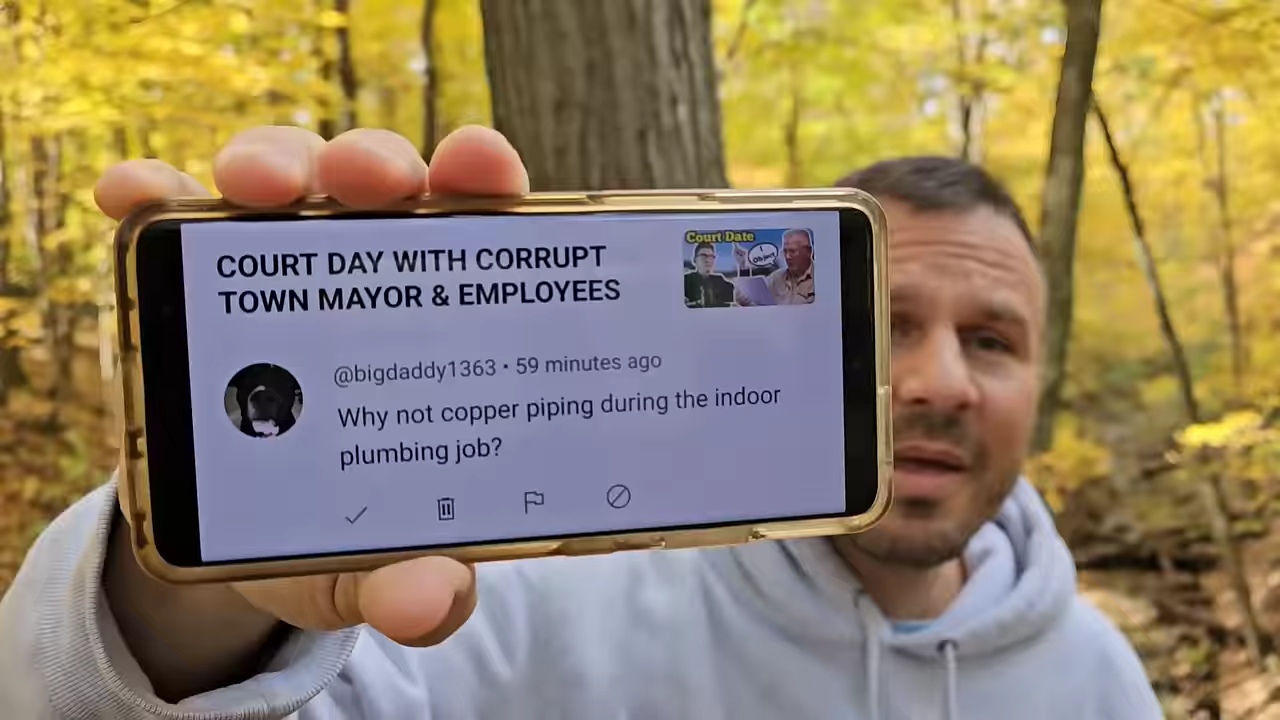 COURT DAY WITH CORRUPT
TOWN MAYOR & EMPLOYEES
Court Date
I
Object
@bigdaddy1363 • 59 minutes ago
Why not copper piping during the indoor
plumbing job?